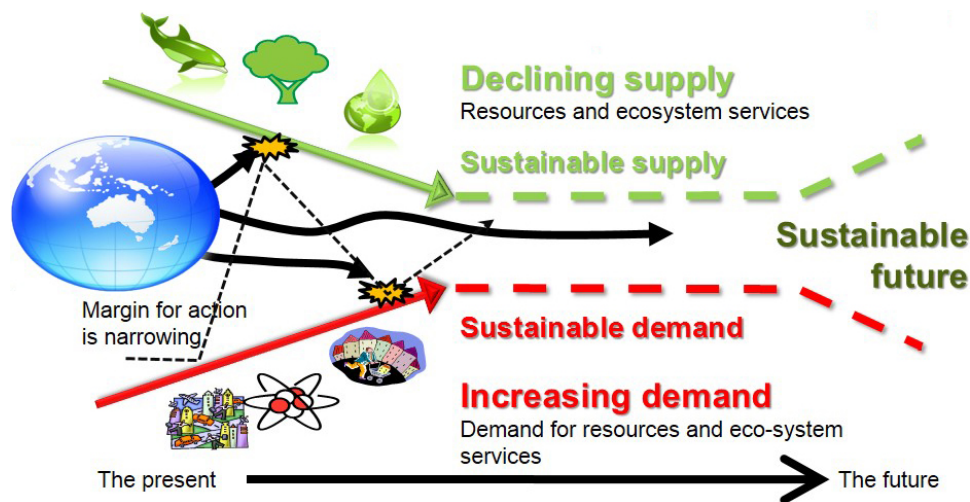 Declining supply
Resources and ecosystem services
Sustainable supply
Sustainable
future
Margin for action
is narrowing
Sustainable demand
Increasing demand
Demand for resources and eco-system
services
The present
The future